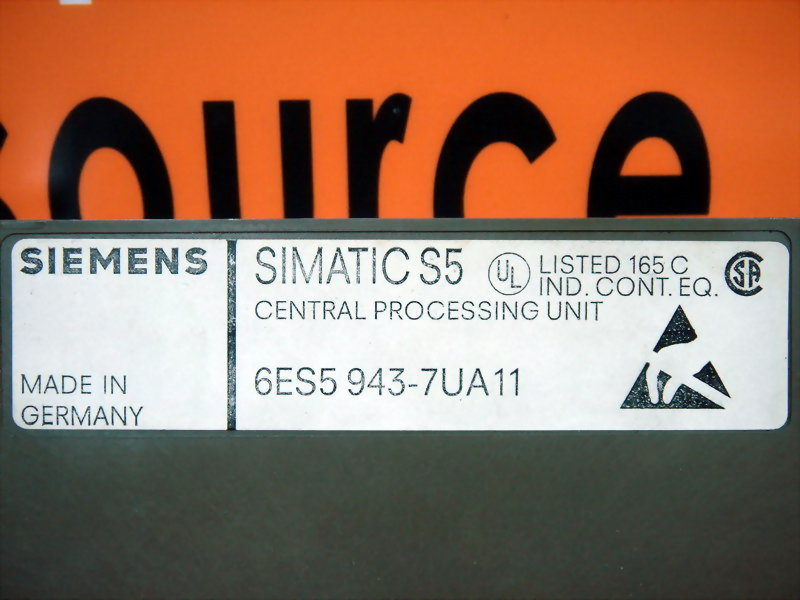 ource
SIEMENS
SIMATIC S5
UL
LISTED 165 C
IND. CONT. EQ.
SA
CENTRAL PROCESSING UNIT
6ES5 943-7UA11
MADE IN
GERMANY